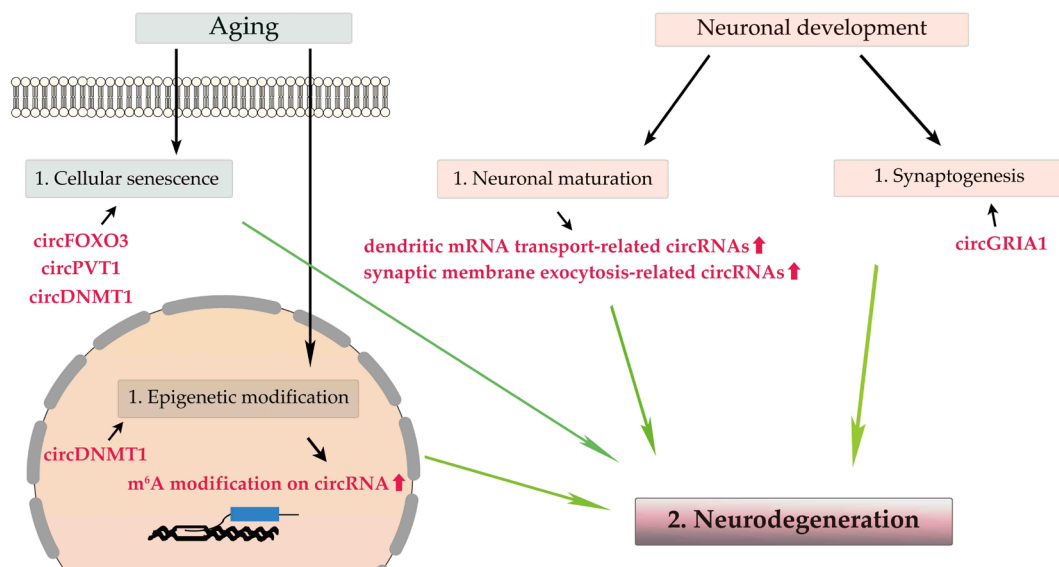 Aging
Neuronal development
1. Cellular senescence
1. Neuronal maturation
1. Synaptogenesis
circFOXO3
circPVT1
circDNMT1
dendritic mRNA transport-related circRNAs⬆
synaptic membrane exocytosis-related circRNAs⬆
circGRIA1
1. Epigenetic modification
circDNMT1
m⁶A modification on circRNA⬆
2. Neurodegeneration